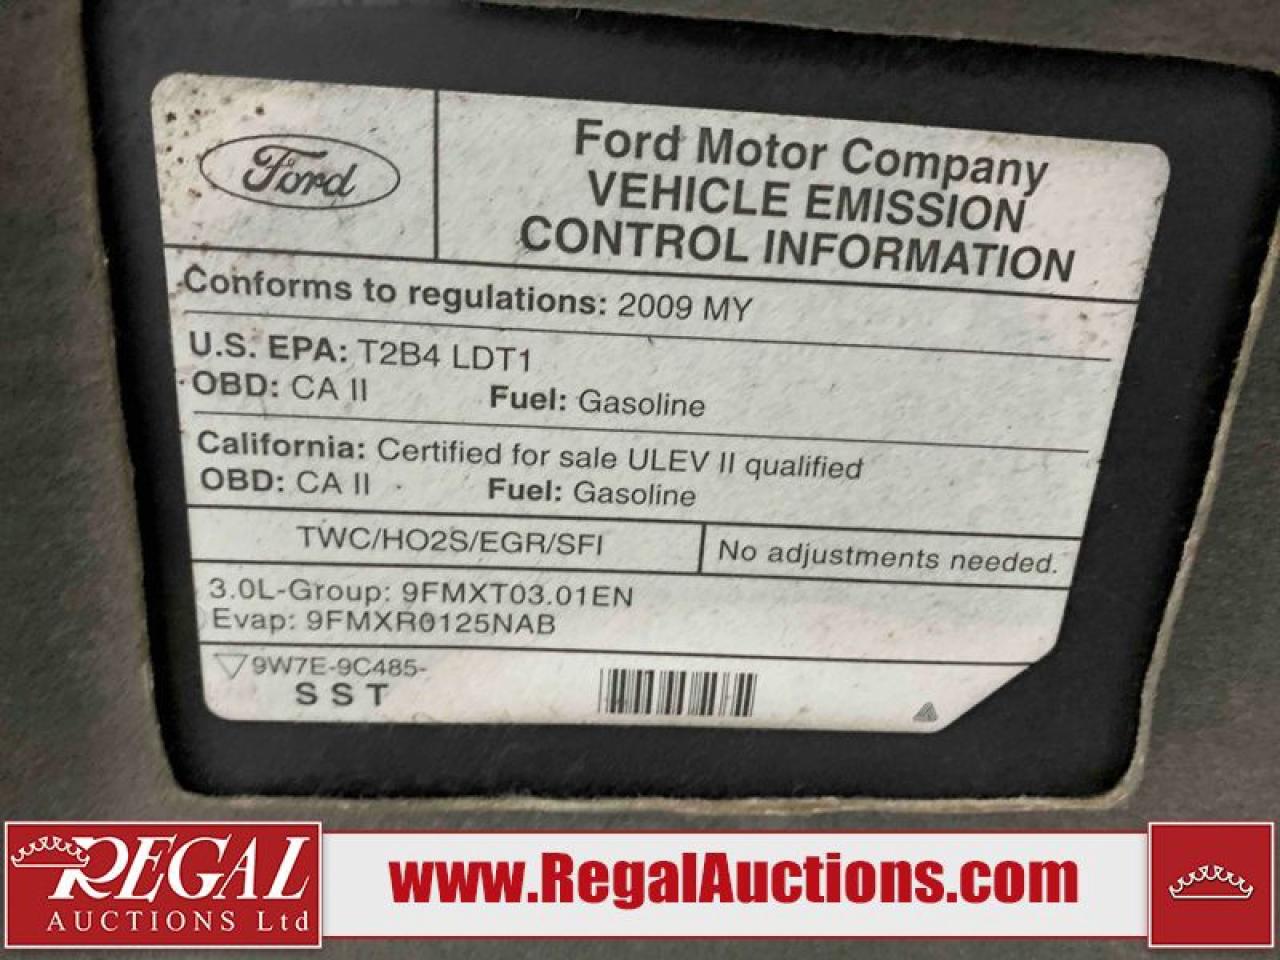 Ford
Ford Motor Company
VEHICLE EMISSION
CONTROL INFORMATION
Conforms to regulations: 2009 MY
U.S. EPA: T2B4 LDT1
OBD: CA II Fuel: Gasoline
California: Certified for sale ULEV II qualified
OBD: CA II Fuel: Gasoline
TWC/HO2S/EGR/SFI No adjustments needed.
3.0L-Group: 9FMXT03.01EN
Evap: 9FMXR0125NAB
9W7E-9C485-
SST
REGAL
AUCTIONS Ltd
www.RegalAuctions.com